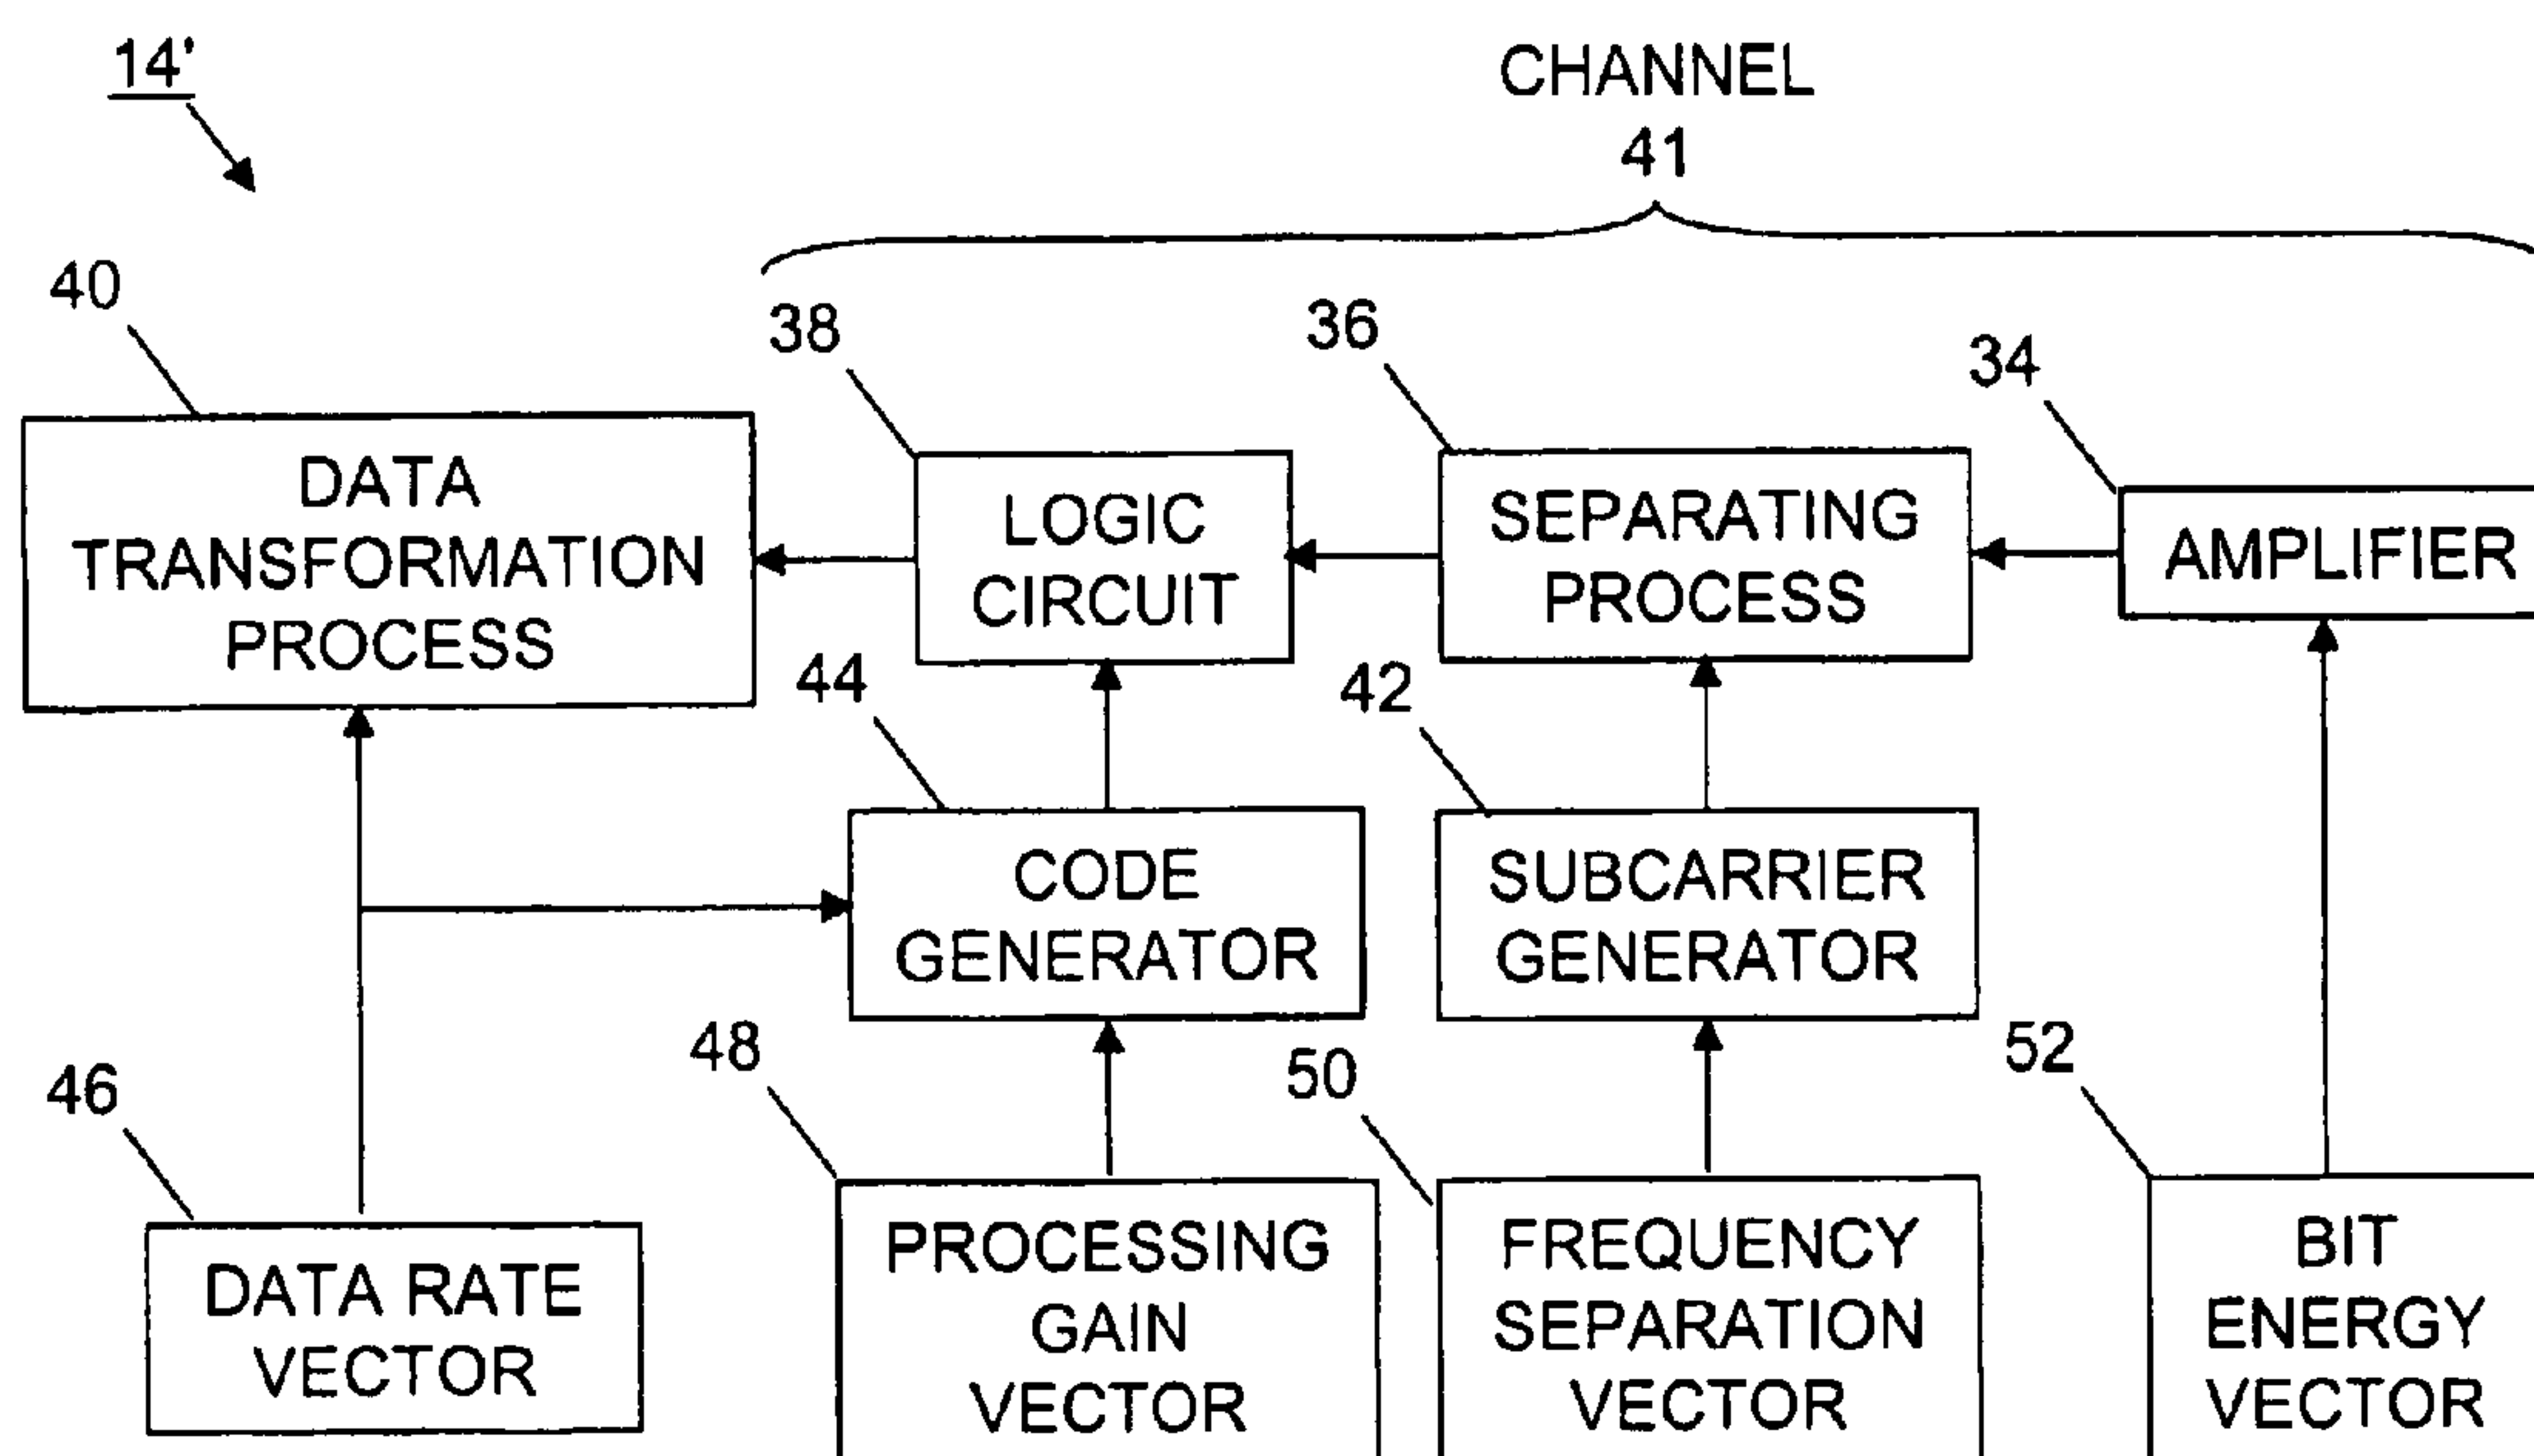 14'
CHANNEL
41
40
38
36
34
DATA
TRANSFORMATION
PROCESS
LOGIC
CIRCUIT
SEPARATING
PROCESS
AMPLIFIER
44
42
CODE
GENERATOR
SUBCARRIER
GENERATOR
46
48
50
52
DATA RATE
VECTOR
PROCESSING
GAIN
VECTOR
FREQUENCY
SEPARATION
VECTOR
BIT
ENERGY
VECTOR